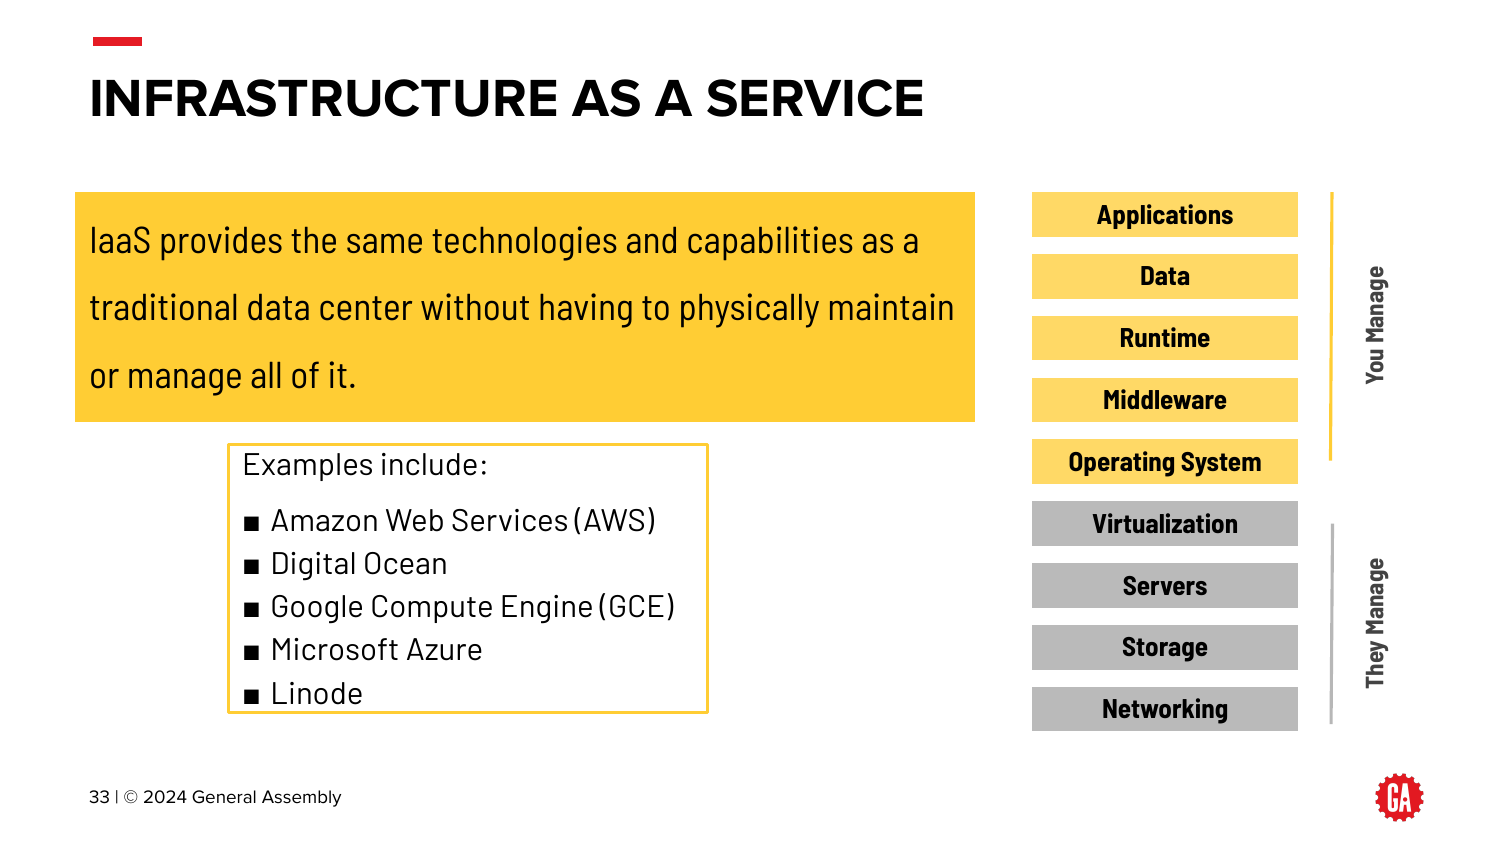 INFRASTRUCTURE AS A SERVICE
IaaS provides the same technologies and capabilities as a
traditional data center without having to physically maintain
or manage all of it.
Examples include:
■ Amazon Web Services (AWS)
■ Digital Ocean
■ Google Compute Engine (GCE)
■ Microsoft Azure
■ Linode
Applications
Data
Runtime
Middleware
Operating System
Virtualization
Servers
Storage
Networking
You Manage
They Manage
33 | © 2024 General Assembly
GA